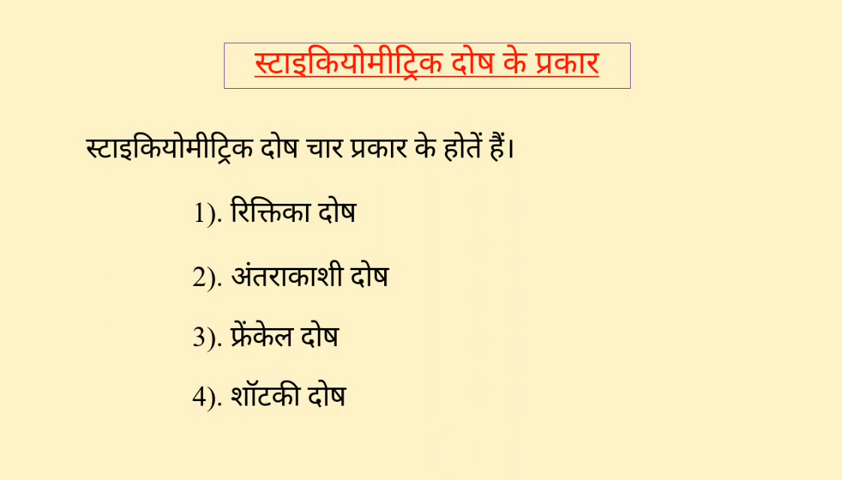 स्टाइकियोमीट्रिक दोष के प्रकार
स्टाइकियोमीट्रिक दोष चार प्रकार के होतें हैं।
1). रिक्तिका दोष
2). अंतराकाशी दोष
3). फ्रेंकेल दोष
4). शॉटकी दोष